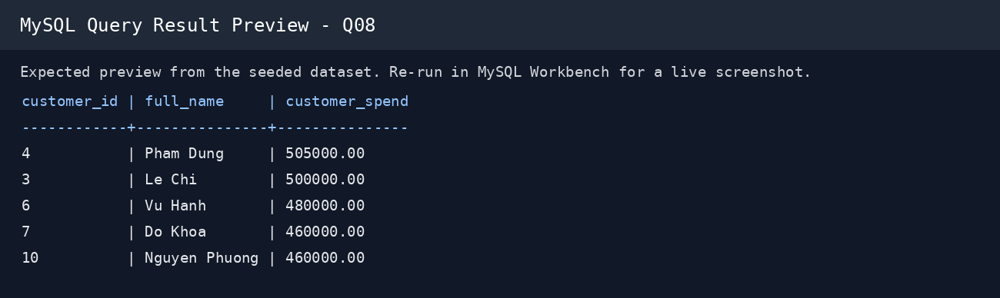 MySQL Query Result Preview - Q08
Expected preview from the seeded dataset. Re-run in MySQL Workbench for a live screenshot.
customer_id | full_name     | customer_spend
------------+---------------+---------------
4           | Pham Dung     | 505000.00
3           | Le Chi        | 500000.00
6           | Vu Hanh       | 480000.00
7           | Do Khoa       | 460000.00
10          | Nguyen Phuong | 460000.00